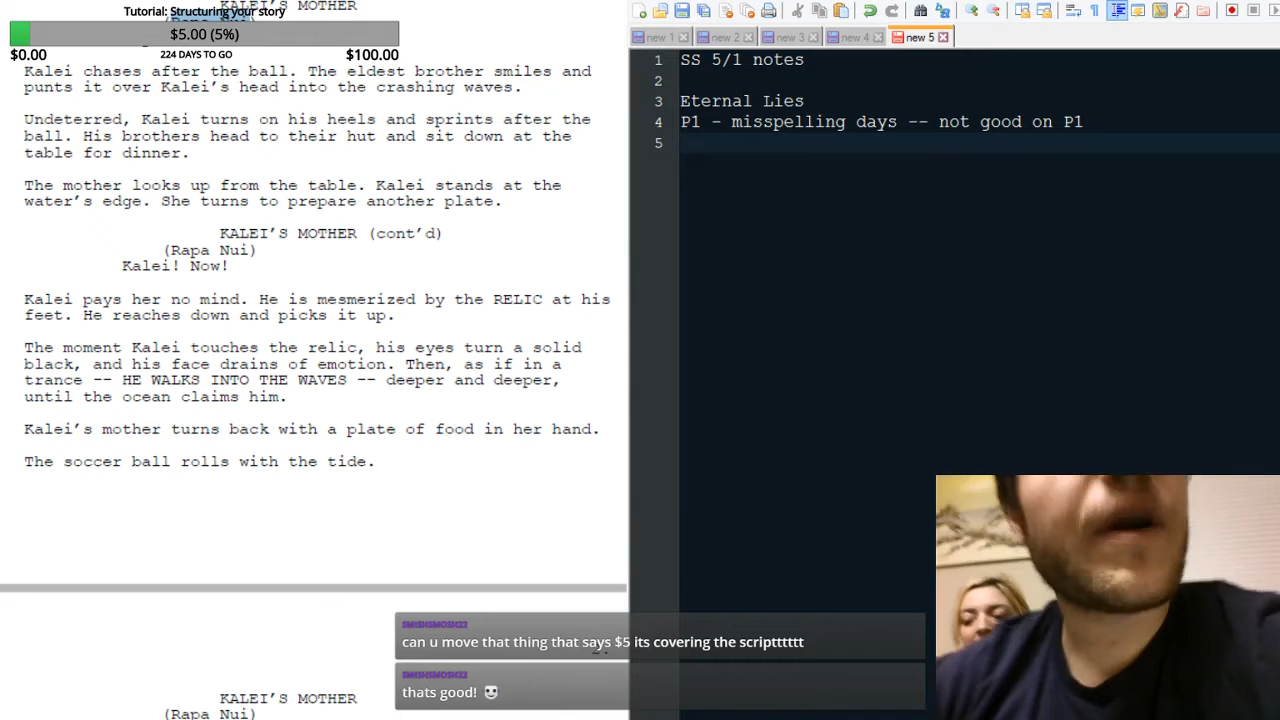 KALEI'S MOTHER
Tutorial: Structuring your story
(Rapa Nui)
$5.00 (5%)
$0.00
224 DAYS TO GO
$100.00
Kalei chases after the ball. The eldest brother smiles and
punts it over Kalei's head into the crashing waves.
Undeterred, Kalei turns on his heels and sprints after the
ball. His brothers head to their hut and sit down at the
table for dinner.
The mother looks up from the table. Kalei stands at the
water's edge. She turns to prepare another plate.
KALEI'S MOTHER (cont'd)
(Rapa Nui)
Kalei! Now!
Kalei pays her no mind. He is mesmerized by the RELIC at his
feet. He reaches down and picks it up.
The moment Kalei touches the relic, his eyes turn a solid
black, and his face drains of emotion. Then, as if in a
trance -- HE WALKS INTO THE WAVES -- deeper and deeper,
until the ocean claims him.
Kalei's mother turns back with a plate of food in her hand.
The soccer ball rolls with the tide.
KALEI'S MOTHER
(Rapa Nui)
new 1
new 2
new 3
new 4
new 5
1 SS 5/1 notes
2
3 Eternal Lies
4 P1 - misspelling days -- not good on P1
5
SMISHSMOSH22
can u move that thing that says $5 its covering the scriptttttt
SMISHSMOSH22
thats good!